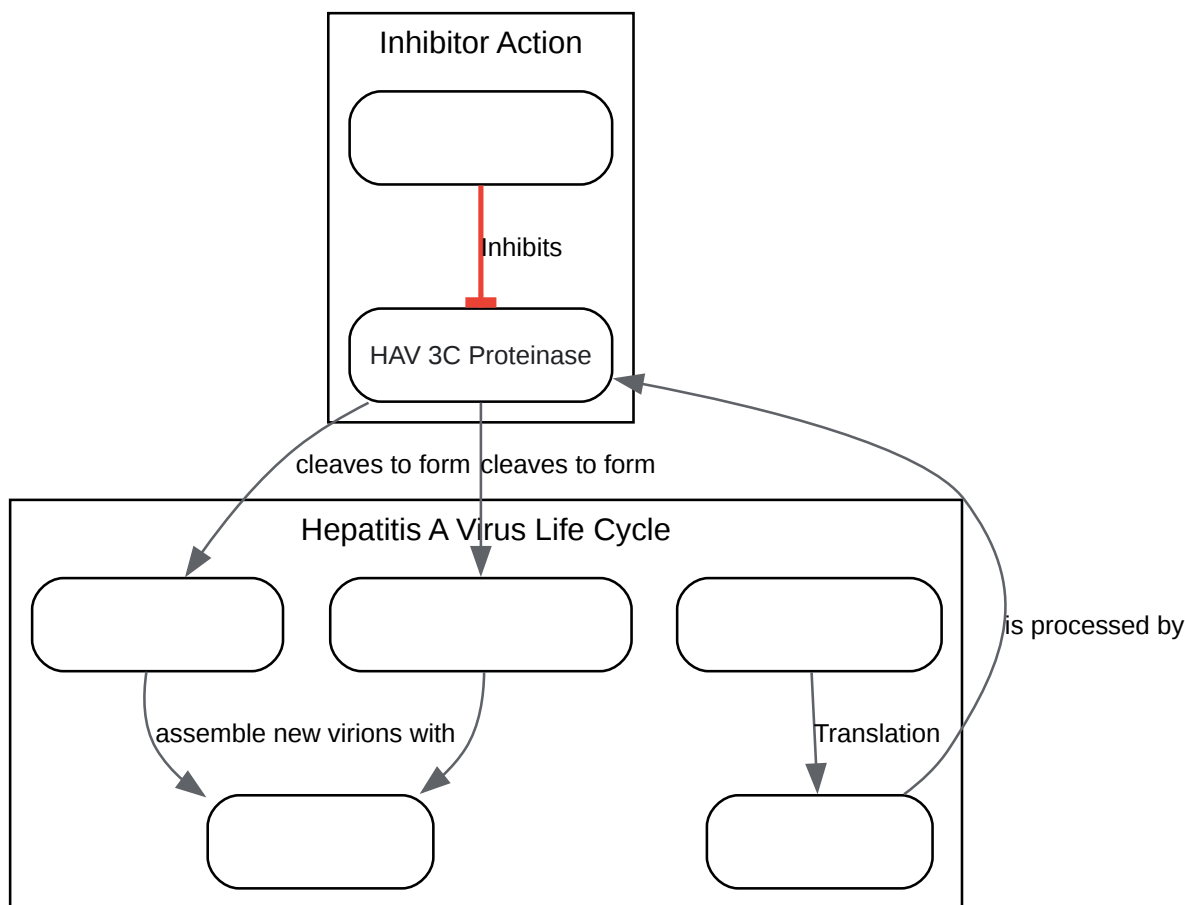 Inhibitor Action
Inhibits
HAV 3C Proteinase
cleaves to form
cleaves to form
Hepatitis A Virus Life Cycle
is processed by
assemble new virions with
Translation